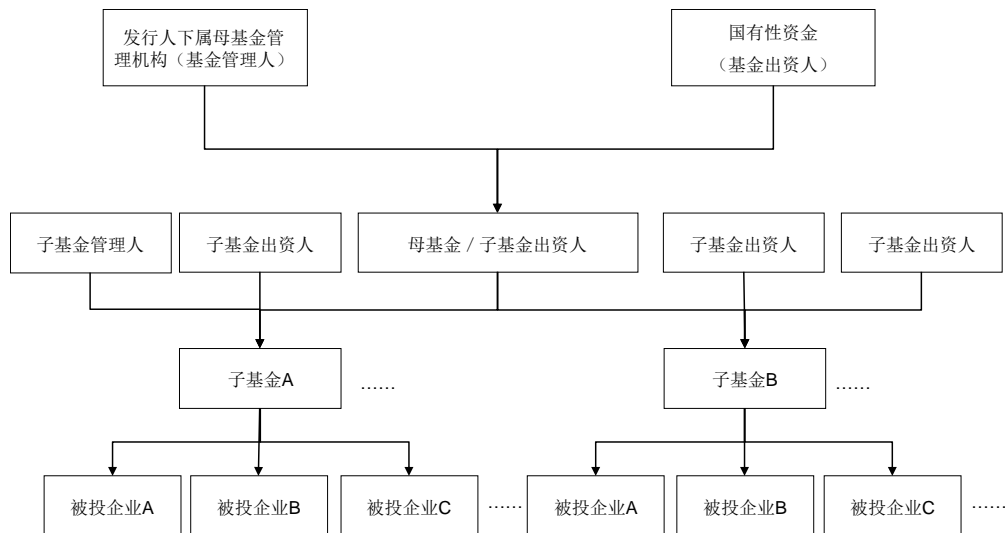 发行人下属母基金管
理机构（基金管理人）
国有性资金
（基金出资人）
子基金管理人
子基金出资人
母基金 / 子基金出资人
子基金出资人
子基金出资人
子基金A
……
子基金B
……
被投企业A
被投企业B
被投企业C
……
被投企业A
被投企业B
被投企业C
……